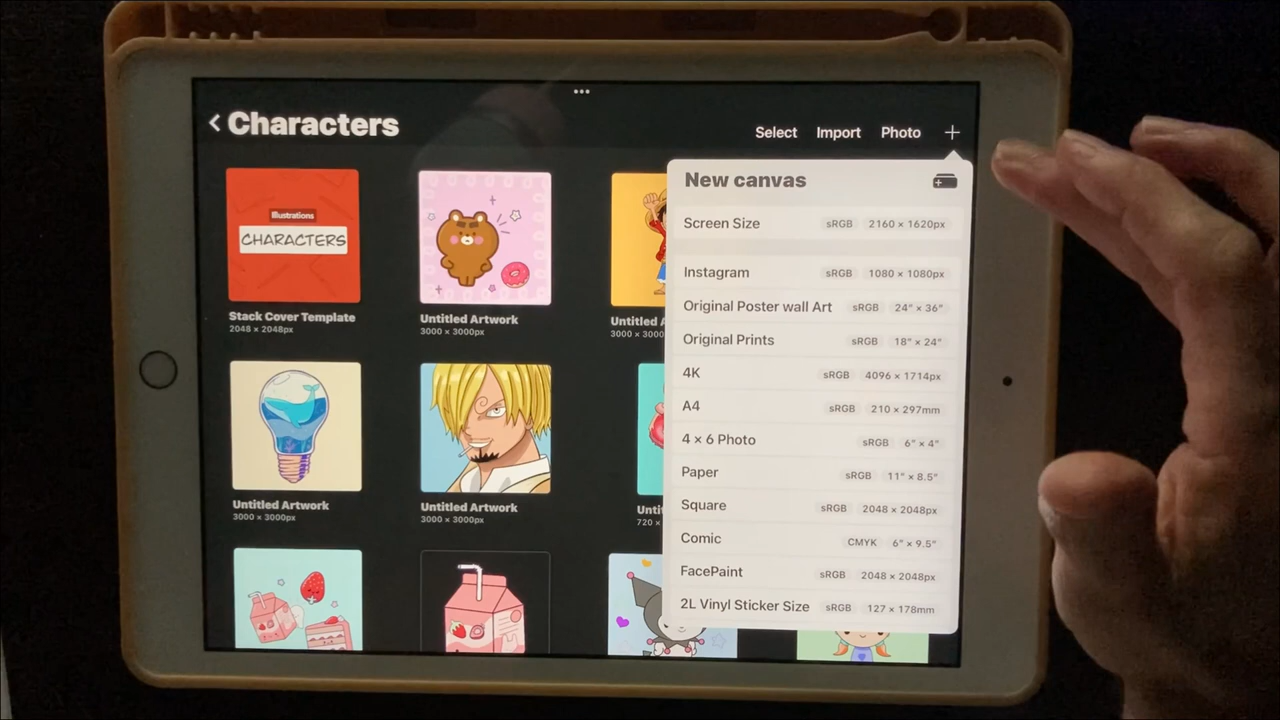 Characters
Select Import Photo +
Illustrations
CHARACTERS
Stack Cover Template
2048 × 2048px
Untitled Artwork
3000 × 3000px
Untitled
3000 × 3000
Untitled Artwork
3000 × 3000px
Untitled Artwork
3000 × 3000px
720 ×
New canvas
Screen Size sRGB 2160 × 1620px
Instagram sRGB 1080 × 1080px
Original Poster wall Art sRGB 24" × 36"
Original Prints sRGB 18" × 24"
4K sRGB 4096 × 1714px
A4 sRGB 210 × 297mm
4 × 6 Photo sRGB 6" × 4"
Paper sRGB 11" × 8.5"
Square sRGB 2048 × 2048px
Comic CMYK 6" × 9.5"
FacePaint sRGB 2048 × 2048px
2L Vinyl Sticker Size sRGB 127 × 178mm